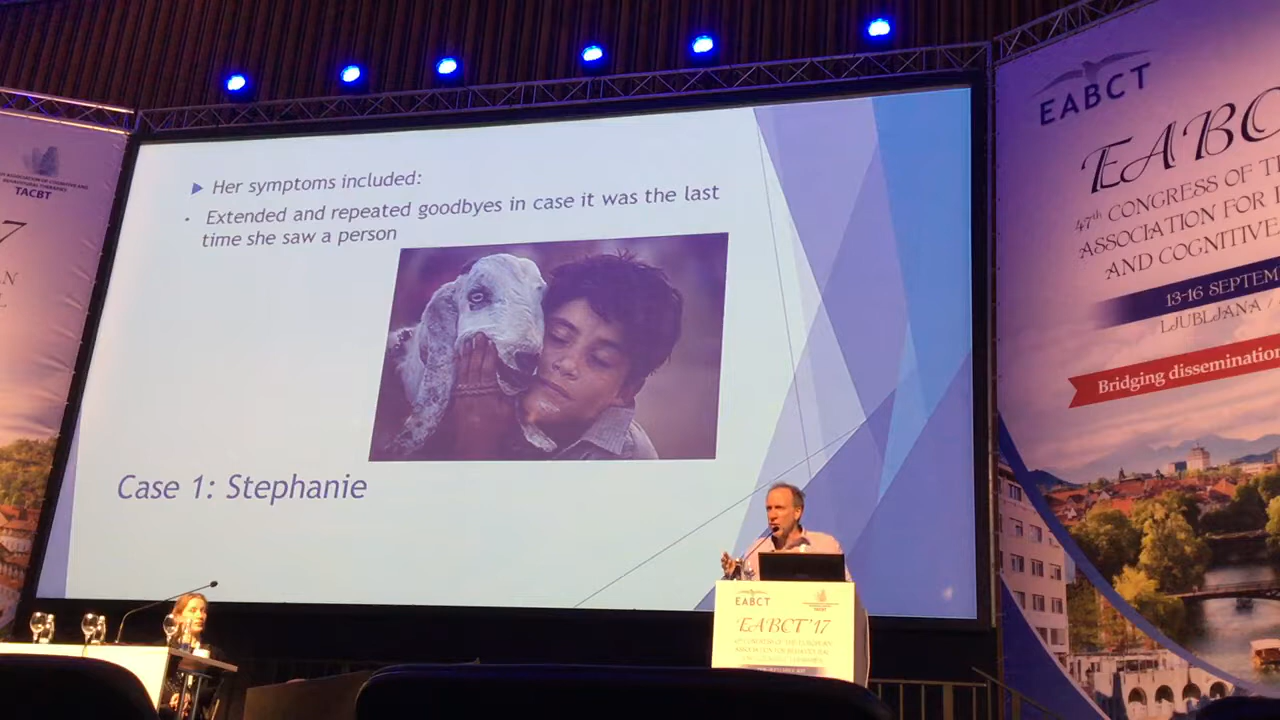 Her symptoms included:
Extended and repeated goodbyes in case it was the last
time she saw a person
Case 1: Stephanie
TACBT
7
EABCT
EABC
47th CONGRESS OF T
ASSOCIATION FOR
AND COGNITIVE
13-16 SEPTEM
LJUBLJANA /
Bridging dissemination
EABCT
'EABCT'17